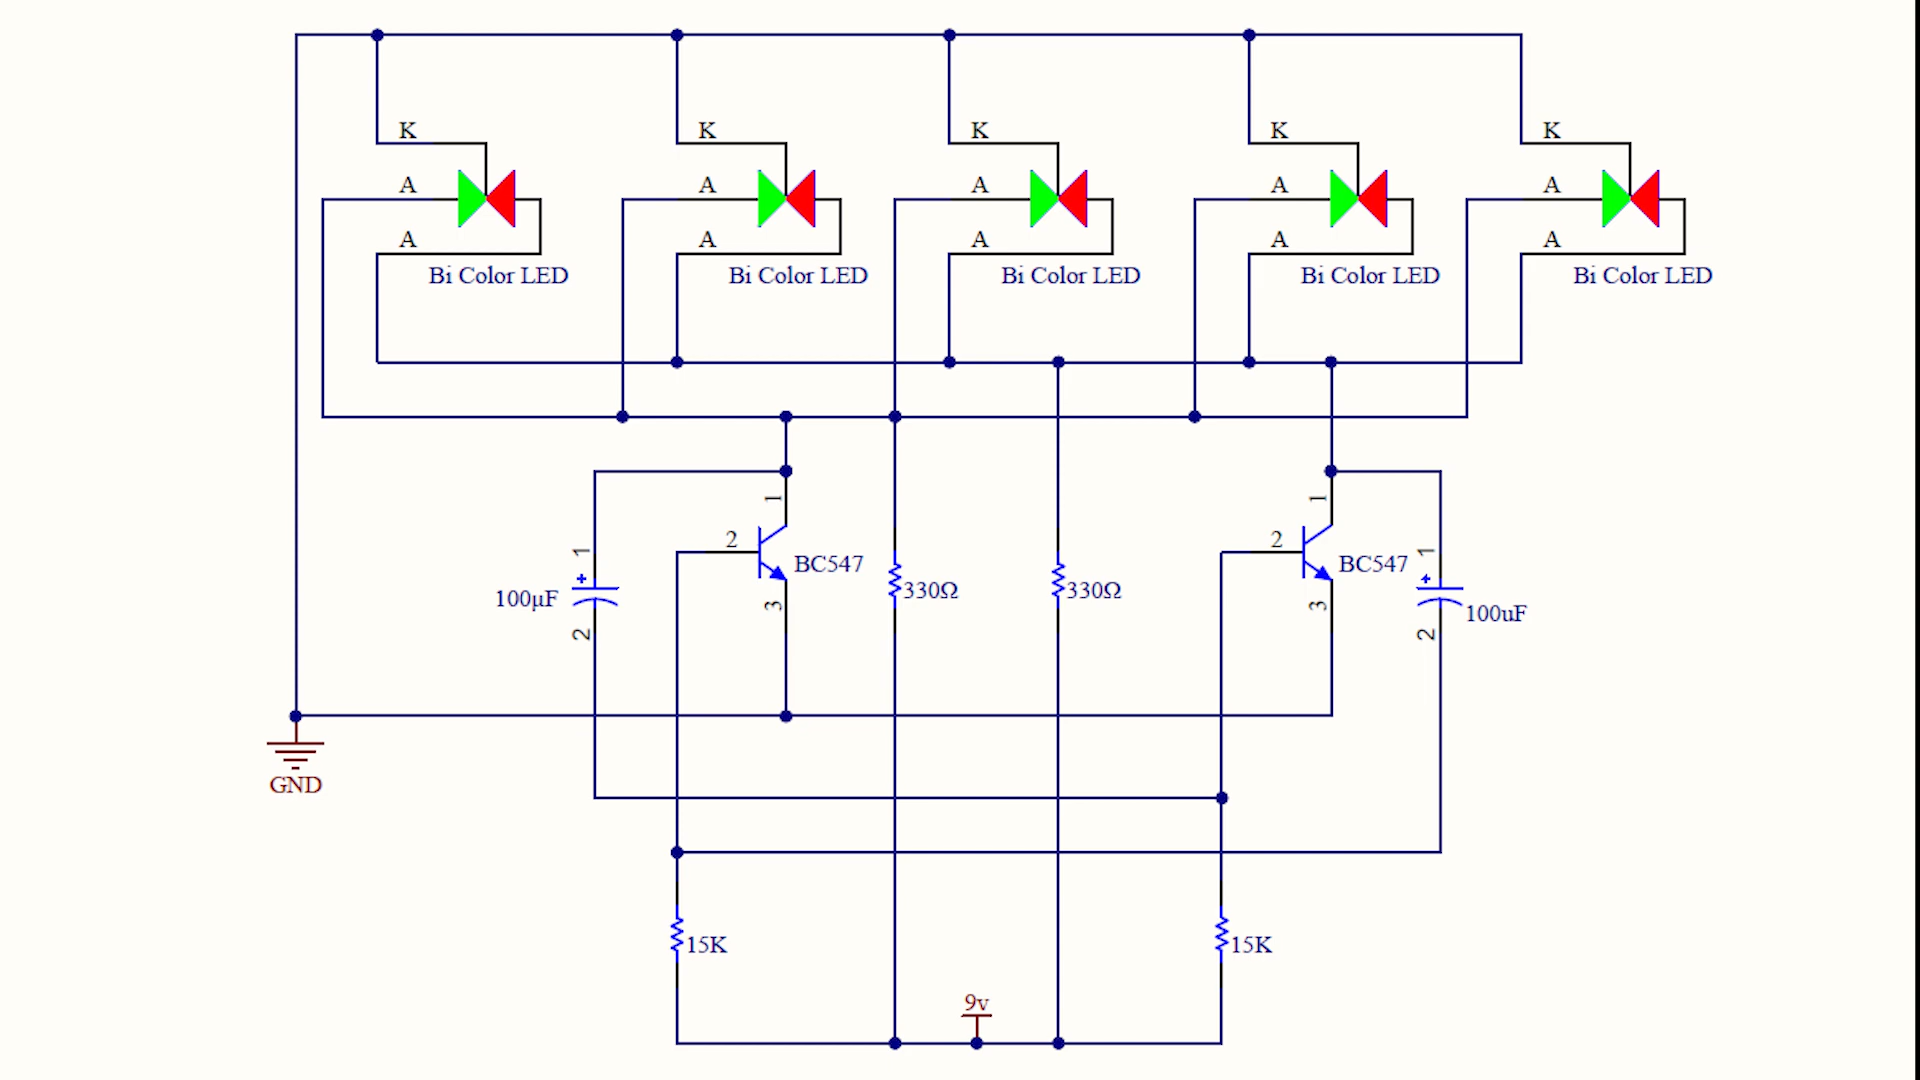 K K K K K
A A A A A
A A A A A
Bi Color LED Bi Color LED Bi Color LED Bi Color LED Bi Color LED
1 1
2 2
1 BC547 BC547 1
+ +
100µF 3 330Ω 330Ω 3 100uF
2 2
GND
15K 15K
9v